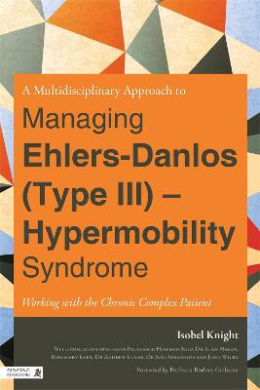 A Multidisciplinary Approach to
Managing
Ehlers-Danlos
(Type III) –
Hypermobility
Syndrome
Working with the Chronic Complex Patient
Isobel Knight
Foreword by Professor Rodney Grahame